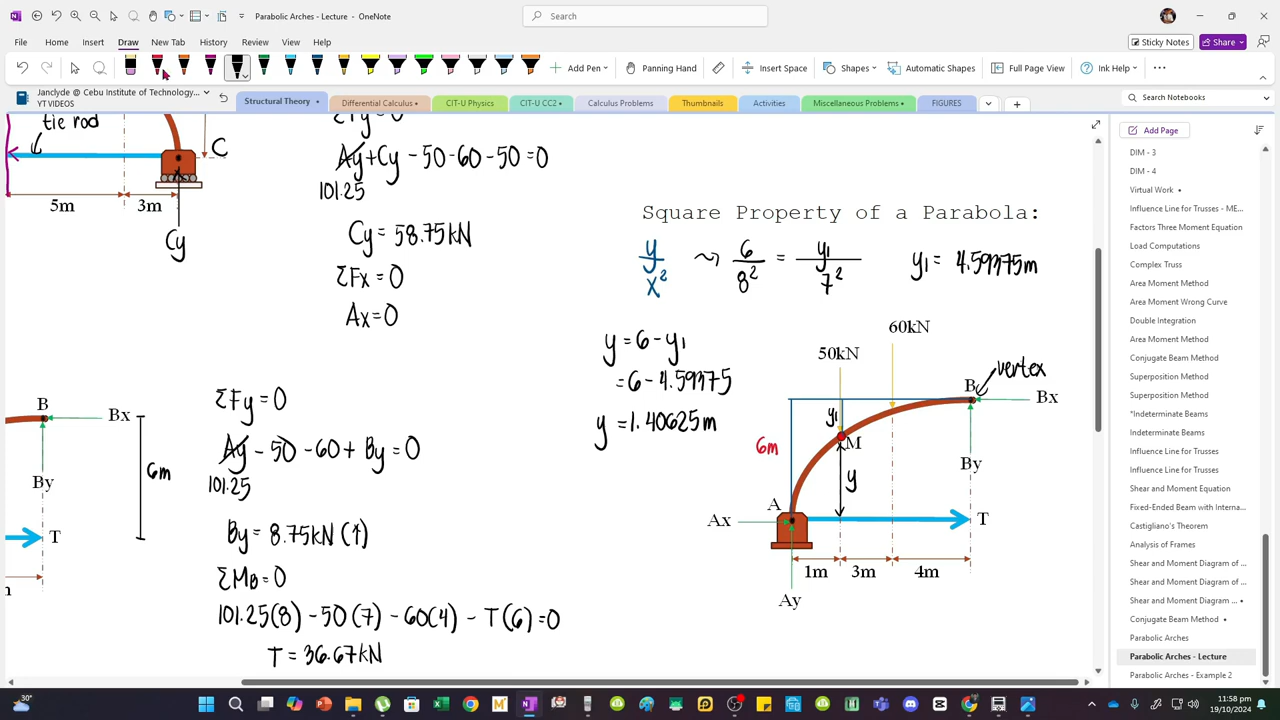 Parabolic Arches - Lecture - OneNote
Search
File Home Insert Draw New Tab History Review View Help
Sticky Notes Share
Add Pen Panning Hand Insert Space Shapes Automatic Shapes Full Page View Ink Help
Janclyde @ Cebu Institute of Technology...
YT VIDEOS
Structural Theory Differential Calculus CIT-U Physics CIT-U CC2 Calculus Problems Thumbnails Activities Miscellaneous Problems FIGURES
Search Notebooks
Add Page
DIM - 3
DIM - 4
Virtual Work
Influence Line for Trusses - ME...
Factors Three Moment Equation
Load Computations
Complex Truss
Area Moment Method
Area Moment Wrong Curve
Double Integration
Area Moment Method
Conjugate Beam Method
Superposition Method
Superposition Method
*Indeterminate Beams
Indeterminate Beams
Influence Line for Trusses
Influence Line for Trusses
Shear and Moment Equation
Fixed-Ended Beam with Interna...
Castigliano's Theorem
Analysis of Frames
Shear and Moment Diagram of ...
Shear and Moment Diagram of ...
Shear and Moment Diagram ...
Conjugate Beam Method
Parabolic Arches
Parabolic Arches - Lecture
Parabolic Arches - Example 2
tie rod
C
5m 3m
Cy
ΣFy = 0
Ay + Cy - 50 - 60 - 50 = 0
101.25
Cy = 58.75kN
ΣFx = 0
Ax = 0
B Bx
By
6m
T
ΣFy = 0
Ay - 50 - 60 + By = 0
101.25
By = 8.75kN (↑)
ΣMB = 0
101.25(8) - 50(7) - 60(4) - T(6) = 0
T = 36.67kN
Square Property of a Parabola:
y/x² ⇝ 6/8² = y1/7² y1 = 4.59375m
y = 6 - y1
= 6 - 4.59375
y = 1.40625m
60kN
50kN
vertex
B Bx
y1
M
6m
y
By
A
Ax
T
1m 3m 4m
Ay
30°
11:58 pm
19/10/2024